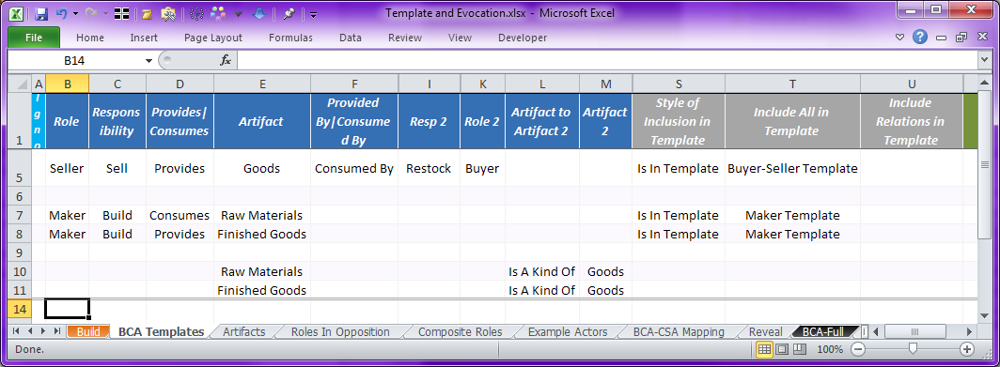 Template and Evocation.xlsx - Microsoft Excel
File Home Insert Page Layout Formulas Data Review View Developer
B14 fx
A B C D E F I K L M S T U
1 Role Respons ibility Provides|Consumes Artifact Provided By|Consume d By Resp 2 Role 2 Artifact to Artifact 2 Artifact 2 Style of Inclusion in Template Include All in Template Include Relations in Template
5 Seller Sell Provides Goods Consumed By Restock Buyer Is In Template Buyer-Seller Template
6
7 Maker Build Consumes Raw Materials Is In Template Maker Template
8 Maker Build Provides Finished Goods Is In Template Maker Template
9
10 Raw Materials Is A Kind Of Goods
11 Finished Goods Is A Kind Of Goods
14
Build BCA Templates Artifacts Roles In Opposition Composite Roles Example Actors BCA-CSA Mapping Reveal BCA-Full
Done. 100%